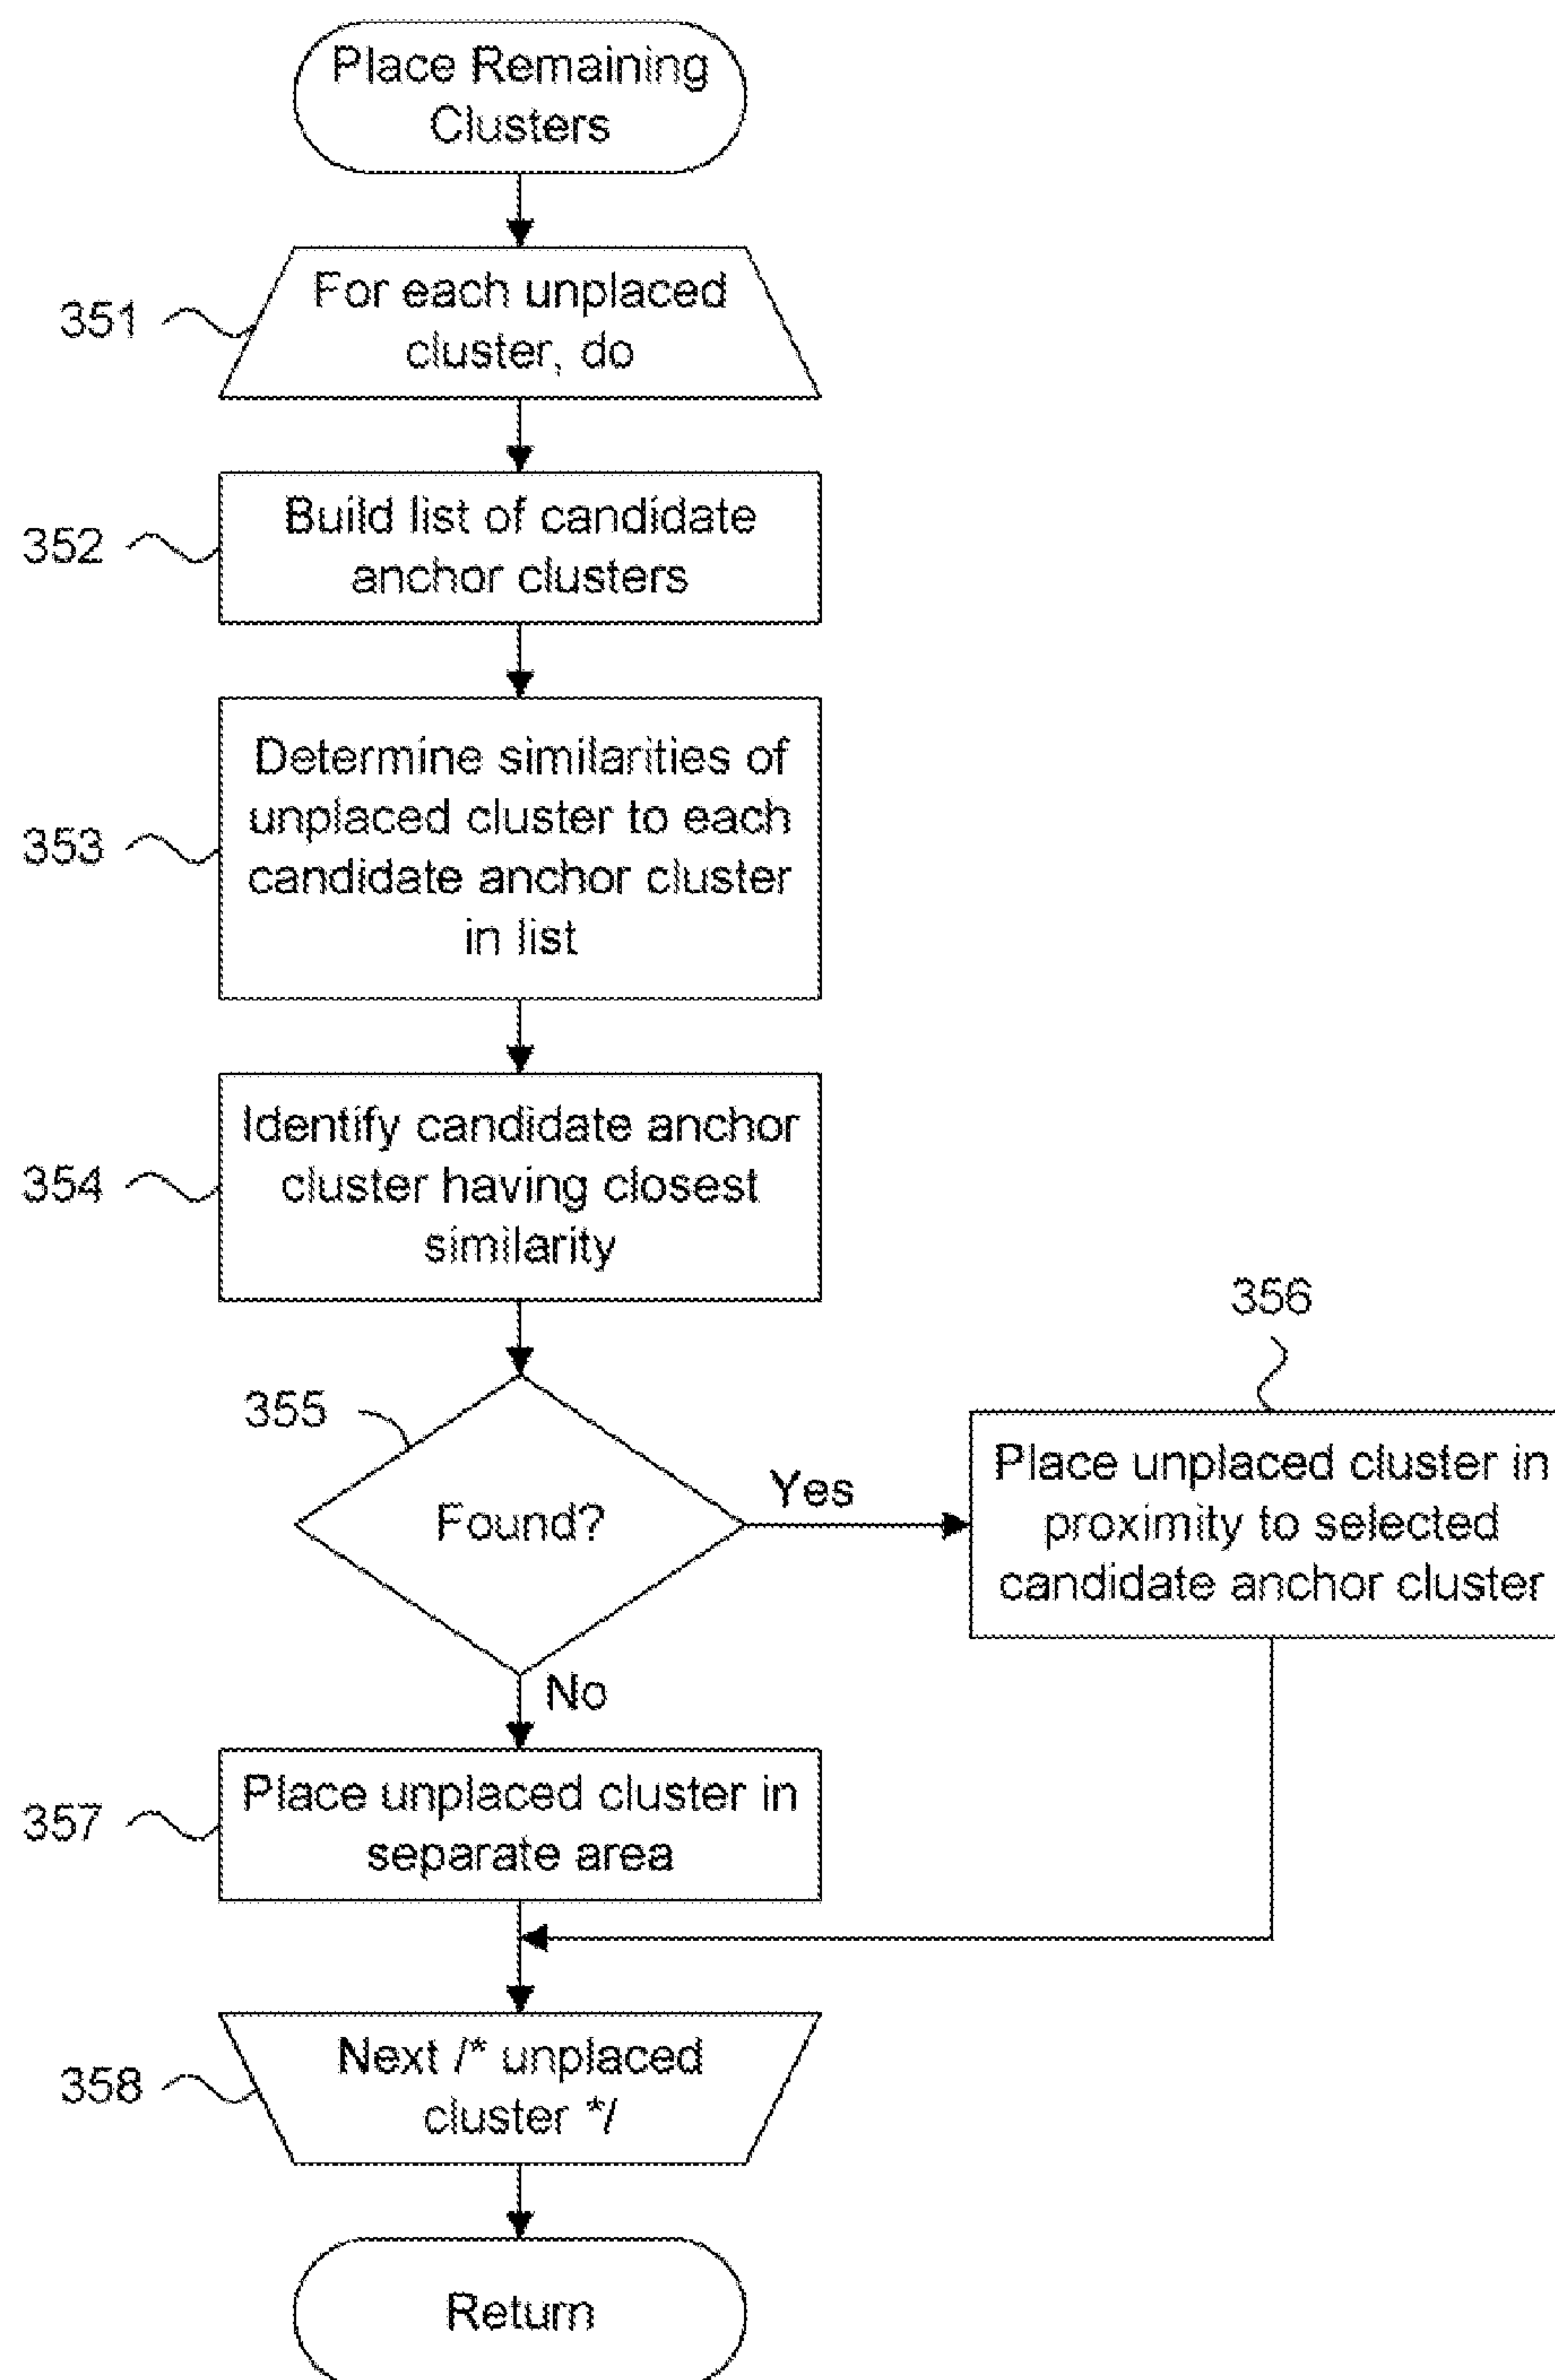 Place Remaining
Clusters
351
For each unplaced
cluster, do
352
Build list of candidate
anchor clusters
353
Determine similarities of
unplaced cluster to each
candidate anchor cluster
in list
354
Identify candidate anchor
cluster having closest
similarity
355
Found?
Yes
356
Place unplaced cluster in
proximity to selected
candidate anchor cluster
No
357
Place unplaced cluster in
separate area
358
Next /* unplaced
cluster */
Return